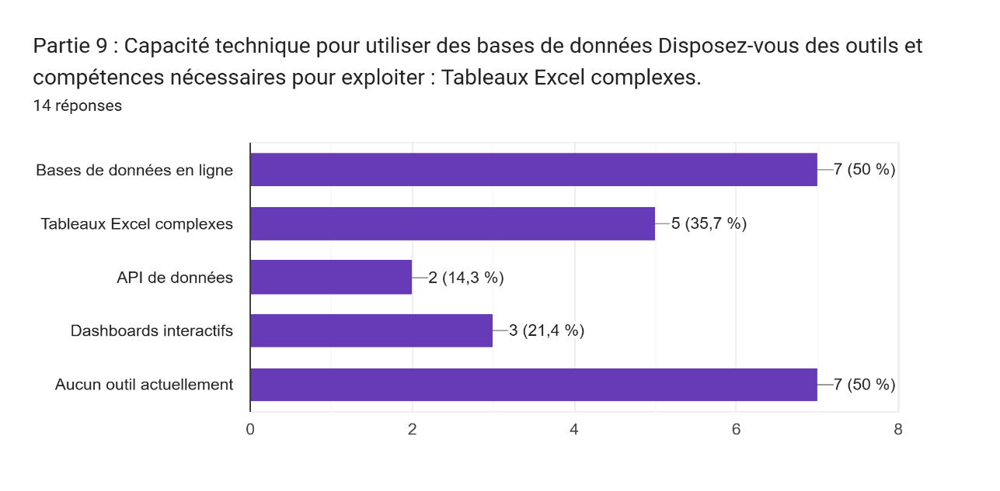 Partie 9 : Capacité technique pour utiliser des bases de données Disposez-vous des outils et
compétences nécessaires pour exploiter : Tableaux Excel complexes.
14 réponses
Bases de données en ligne
7 (50 %)
Tableaux Excel complexes
5 (35,7 %)
API de données
2 (14,3 %)
Dashboards interactifs
3 (21,4 %)
Aucun outil actuellement
7 (50 %)
0 2 4 6 8